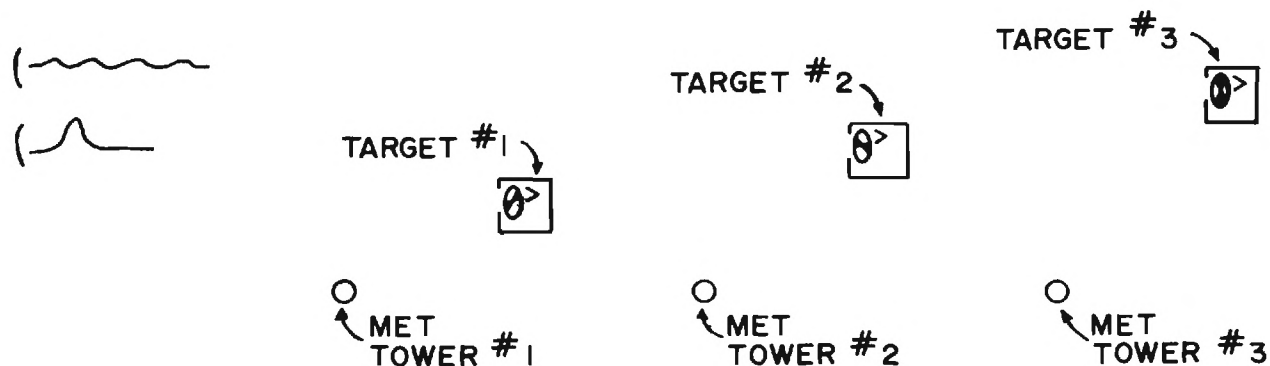 TARGET #3
TARGET #2
TARGET #1
MET
TOWER #1
MET
TOWER #2
MET
TOWER #3